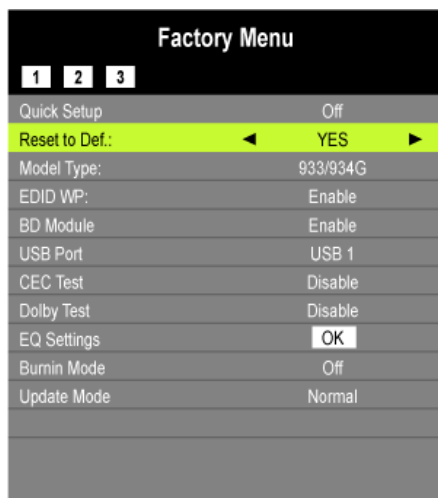 Factory Menu
1 2 3
Quick Setup Off
Reset to Def.: ◄ YES ►
Model Type: 933/934G
EDID WP: Enable
BD Module Enable
USB Port USB 1
CEC Test Disable
Dolby Test Disable
EQ Settings OK
Burnin Mode Off
Update Mode Normal